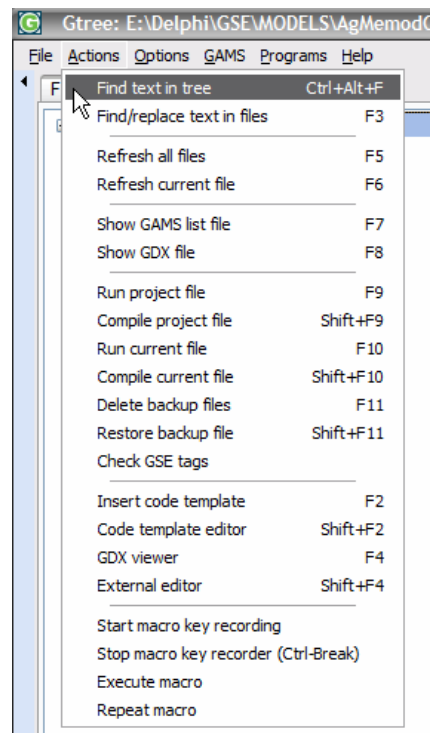 Gtree: E:\Delphi\GSE\MODELS\AgMemod
File Actions Options GAMS Programs Help
F
Find text in tree Ctrl+Alt+F
Find/replace text in files F3
Refresh all files F5
Refresh current file F6
Show GAMS list file F7
Show GDX file F8
Run project file F9
Compile project file Shift+F9
Run current file F10
Compile current file Shift+F10
Delete backup files F11
Restore backup file Shift+F11
Check GSE tags
Insert code template F2
Code template editor Shift+F2
GDX viewer F4
External editor Shift+F4
Start macro key recording
Stop macro key recorder (Ctrl-Break)
Execute macro
Repeat macro